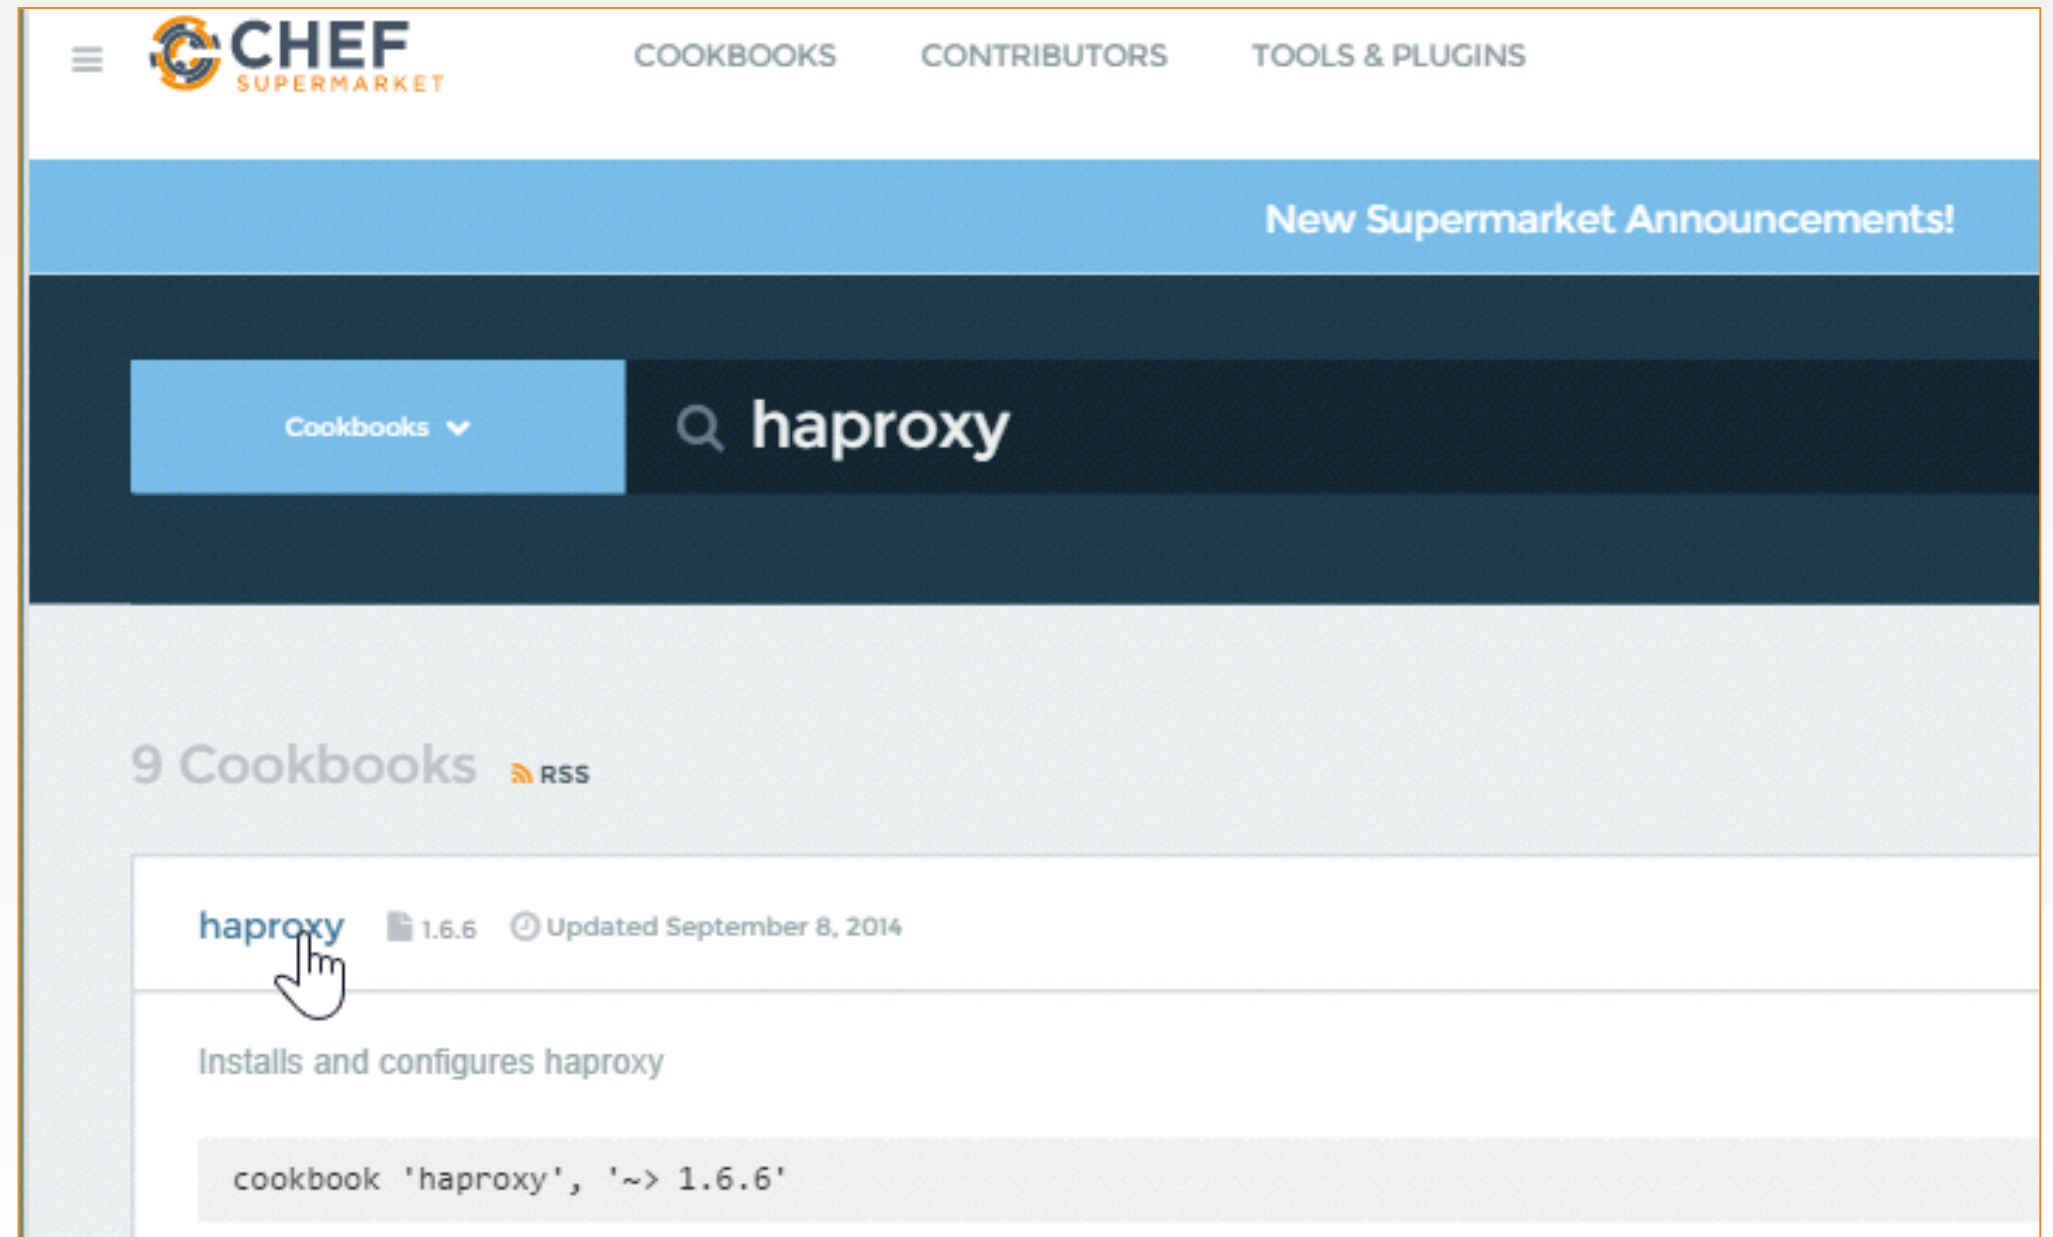 CHEF
SUPERMARKET
COOKBOOKS CONTRIBUTORS TOOLS & PLUGINS
New Supermarket Announcements!
Cookbooks haproxy
9 Cookbooks RSS
haproxy 1.6.6 Updated September 8, 2014
Installs and configures haproxy
cookbook 'haproxy', '~> 1.6.6'